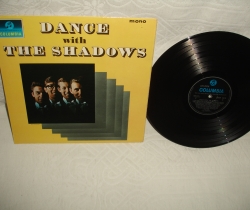 COLUMBIA
mono
DANCE
with
THE SHADOWS
COLUMBIA